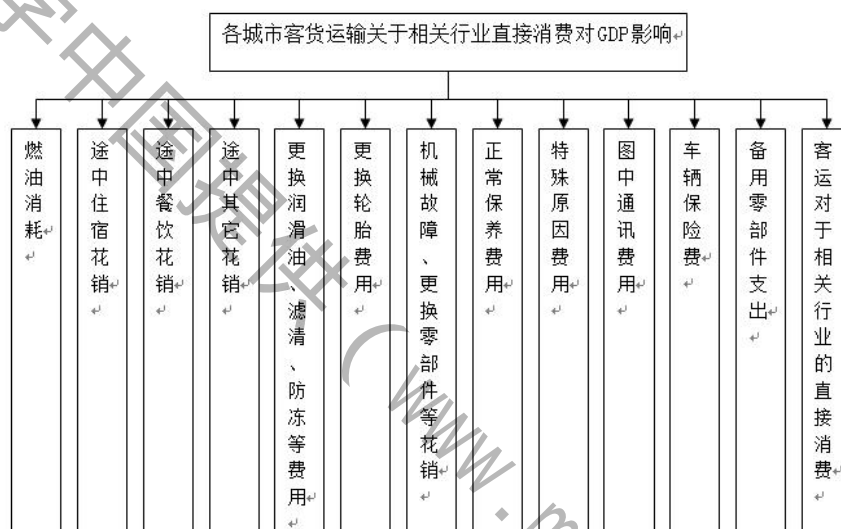 各城市客货运输关于相关行业直接消费对GDP影响
燃油消耗
途中住宿花销
途中餐饮花销
途中其它花销
更换润滑油、滤清、防冻等费用
更换轮胎费用
机械故障、更换零部件等花销
正常保养费用
特殊原因费用
图中通讯费用
车辆保险费
备用零部件支出
客运对于相关行业的直接消费
学中国提供（www.m